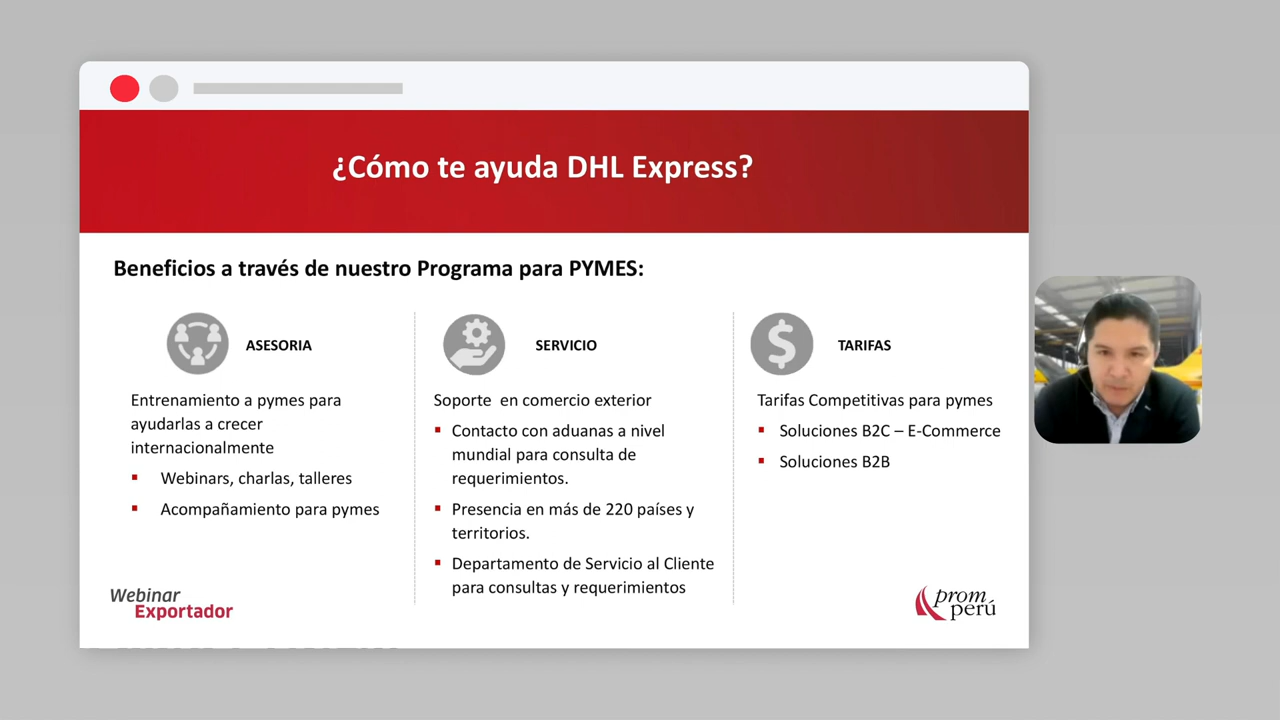 ¿Cómo te ayuda DHL Express?
Beneficios a través de nuestro Programa para PYMES:
ASESORIA
Entrenamiento a pymes para
ayudarlas a crecer
internacionalmente
Webinars, charlas, talleres
Acompañamiento para pymes
SERVICIO
Soporte en comercio exterior
Contacto con aduanas a nivel
mundial para consulta de
requerimientos.
Presencia en más de 220 países y
territorios.
Departamento de Servicio al Cliente
para consultas y requerimientos
TARIFAS
Tarifas Competitivas para pymes
Soluciones B2C – E-Commerce
Soluciones B2B
Webinar
Exportador
prom
perú